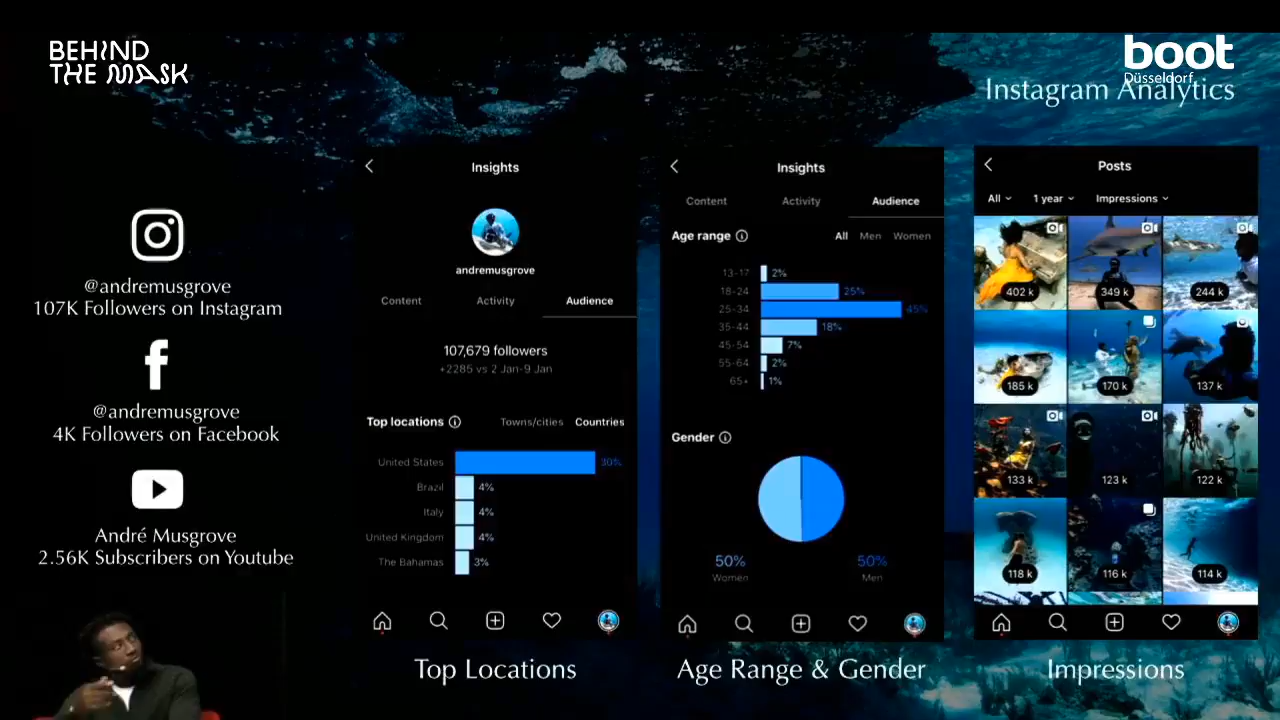 BEHIND
THE MASK
boot
Düsseldorf
Instagram Analytics
@andremusgrove
107K Followers on Instagram
@andremusgrove
4K Followers on Facebook
André Musgrove
2.56K Subscribers on Youtube
Insights
andremusgrove
Content Activity Audience
107,679 followers
+2285 vs 2 Jan-9 Jan
Top locations Towns/cities Countries
United States 30%
Brazil 4%
Italy 4%
United Kingdom 4%
The Bahamas 3%
Top Locations
Insights
Content Activity Audience
Age range All Men Women
13-17 2%
18-24 25%
25-34 45%
35-44 18%
45-54 7%
55-64 2%
65+ 1%
Gender
50% 50%
Women Men
Age Range & Gender
Posts
All 1 year Impressions
402 k 349 k 244 k
185 k 170 k 137 k
133 k 123 k 122 k
118 k 116 k 114 k
Impressions